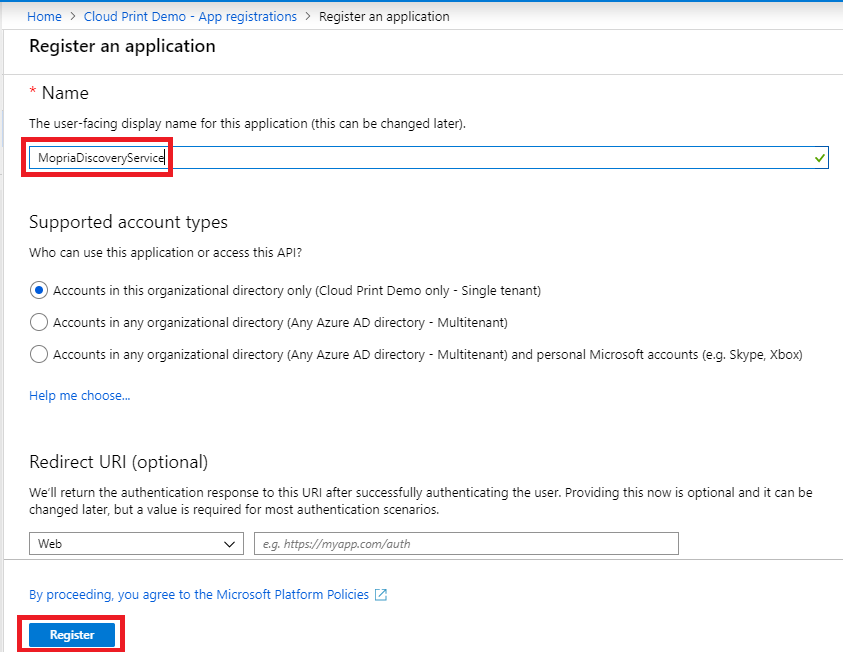 Home > Cloud Print Demo - App registrations > Register an application
Register an application
* Name
The user-facing display name for this application (this can be changed later).
MopriaDiscoveryService
Supported account types
Who can use this application or access this API?
Accounts in this organizational directory only (Cloud Print Demo only - Single tenant)
Accounts in any organizational directory (Any Azure AD directory - Multitenant)
Accounts in any organizational directory (Any Azure AD directory - Multitenant) and personal Microsoft accounts (e.g. Skype, Xbox)
Help me choose...
Redirect URI (optional)
We'll return the authentication response to this URI after successfully authenticating the user. Providing this now is optional and it can be
changed later, but a value is required for most authentication scenarios.
Web e.g. https://myapp.com/auth
By proceeding, you agree to the Microsoft Platform Policies
Register